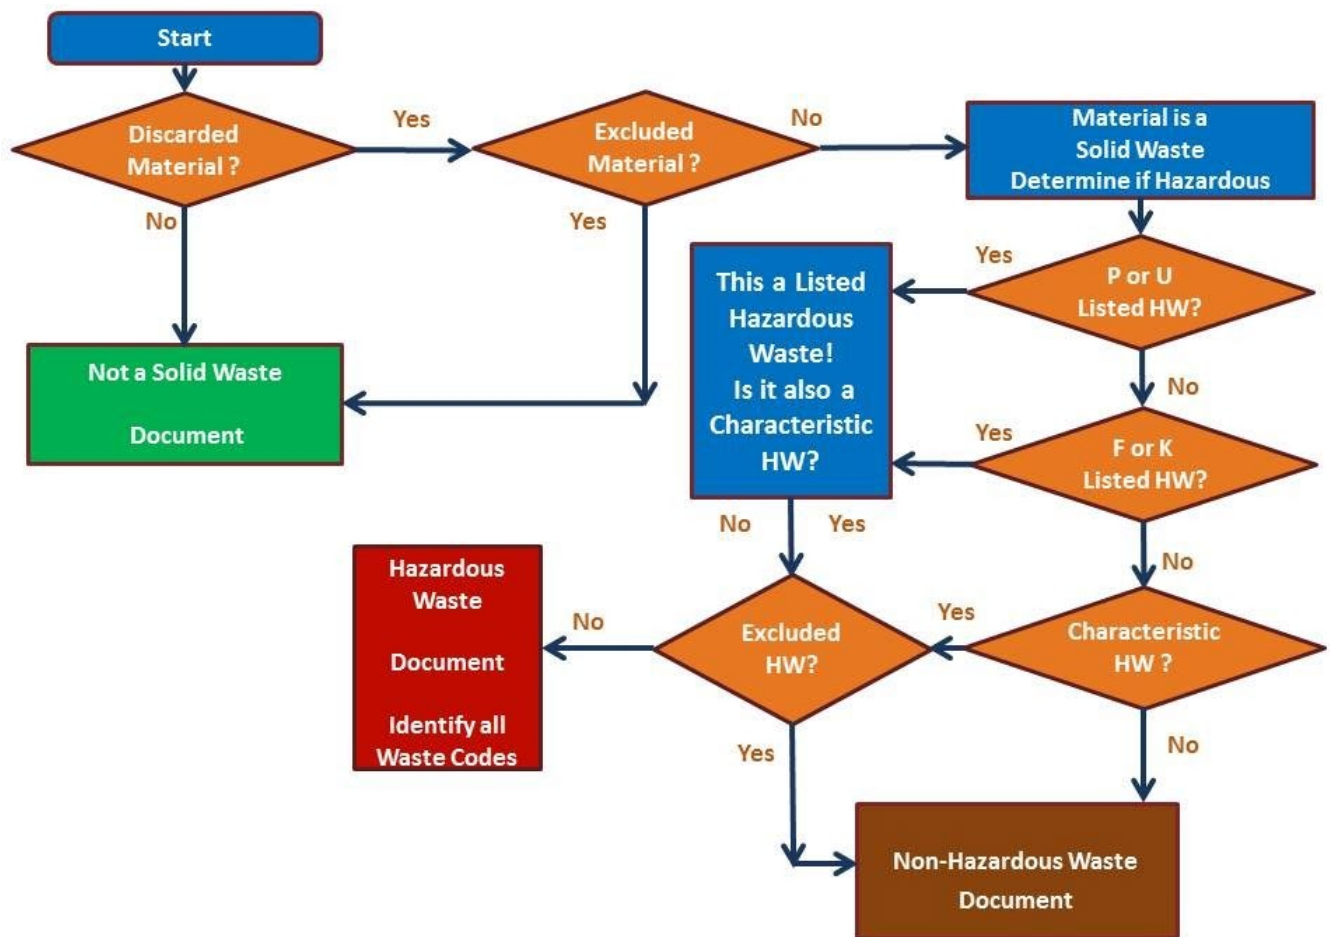 Start
Discarded
Material ?
Yes
No
Excluded
Material ?
No
Yes
Material is a
Solid Waste
Determine if Hazardous
Not a Solid Waste
Document
This a Listed
Hazardous
Waste!
Is it also a
Characteristic
HW?
Yes
P or U
Listed HW?
No
Yes
F or K
Listed HW?
No
No
Yes
Hazardous
Waste
Document
Identify all
Waste Codes
No
Excluded
HW?
Yes
Yes
Characteristic
HW ?
No
Non-Hazardous Waste
Document